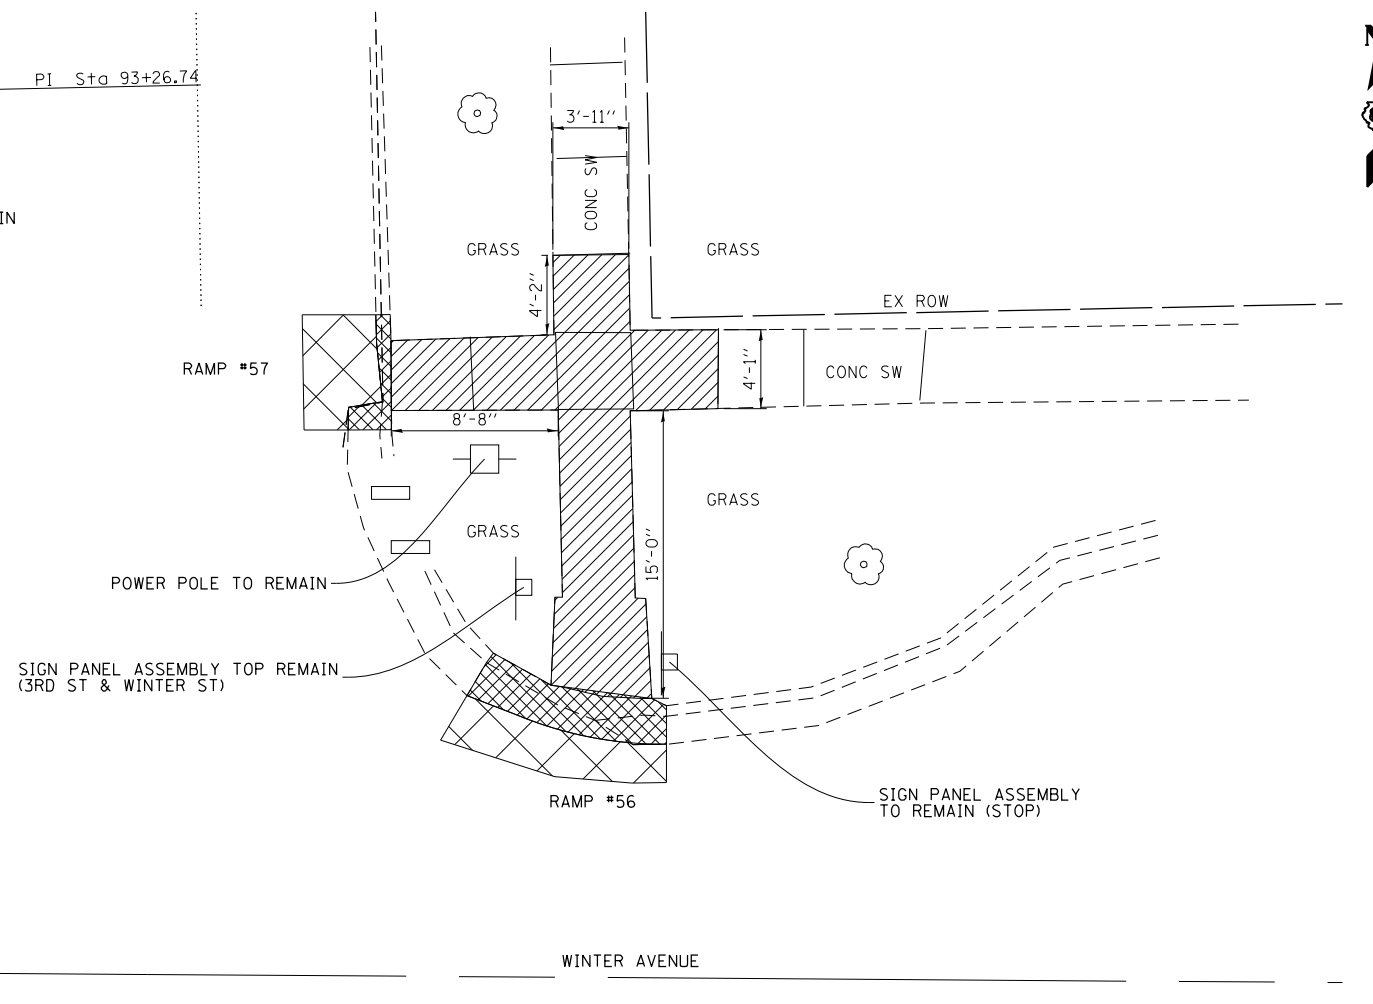 PI Sta 93+26.74
3'-11''
CONC SW
IN
GRASS
GRASS
4'-2''
EX ROW
RAMP #57
4'-1''
CONC SW
8'-8''
GRASS
GRASS
15'-0''
POWER POLE TO REMAIN
SIGN PANEL ASSEMBLY TOP REMAIN
(3RD ST & WINTER ST)
RAMP #56
SIGN PANEL ASSEMBLY
TO REMAIN (STOP)
WINTER AVENUE